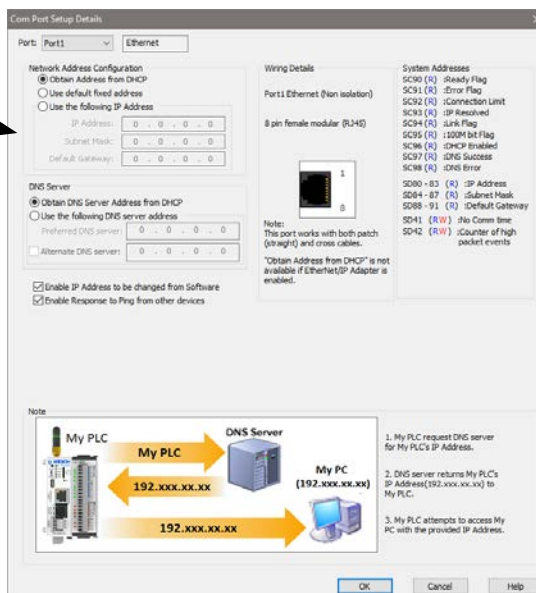 Com Port Setup Details
Port: Port1 Ethernet
Network Address Configuration
Obtain Address from DHCP
Use default fixed address
Use the following IP Address
IP Address: 0 . 0 . 0 . 0
Subnet Mask: 0 . 0 . 0 . 0
Default Gateway: 0 . 0 . 0 . 0
DNS Server
Obtain DNS Server Address from DHCP
Use the following DNS server address
Preferred DNS server: 0 . 0 . 0 . 0
Alternate DNS server: 0 . 0 . 0 . 0
Enable IP Address to be changed from Software
Enable Response to Ping from other devices
Wiring Details
Port1 Ethernet (Non isolation)
8 pin female modular (RJ45)
1
8
Note:
This port works with both patch
(straight) and cross cables.
"Obtain Address from DHCP" is not
available if EtherNet/IP Adapter is
enabled.
System Addresses
SC90 (R) :Ready Flag
SC91 (R) :Error Flag
SC92 (R) :Connection Limit
SC93 (R) :IP Resolved
SC94 (R) :Link Flag
SC95 (R) :100M bit Flag
SC96 (R) :DHCP Enabled
SC97 (R) :DNS Success
SC98 (R) :DNS Error
SD80 - 83 (R) :IP Address
SD84 - 87 (R) :Subnet Mask
SD88 - 91 (R) :Default Gateway
SD41 (RW) :No Comm time
SD42 (RW) :Counter of high
packet events
Note
My PLC
My PLC
DNS Server
192.xxx.xx.xx
My PC
(192.xxx.xx.xx)
192.xxx.xx.xx
1. My PLC request DNS server
for My PLC's IP Address.
2. DNS server returns My PLC's
IP Address(192.xxx.xx.xx) to
My PLC.
3. My PLC attempts to access My
PC with the provided IP Address.
OK Cancel Help